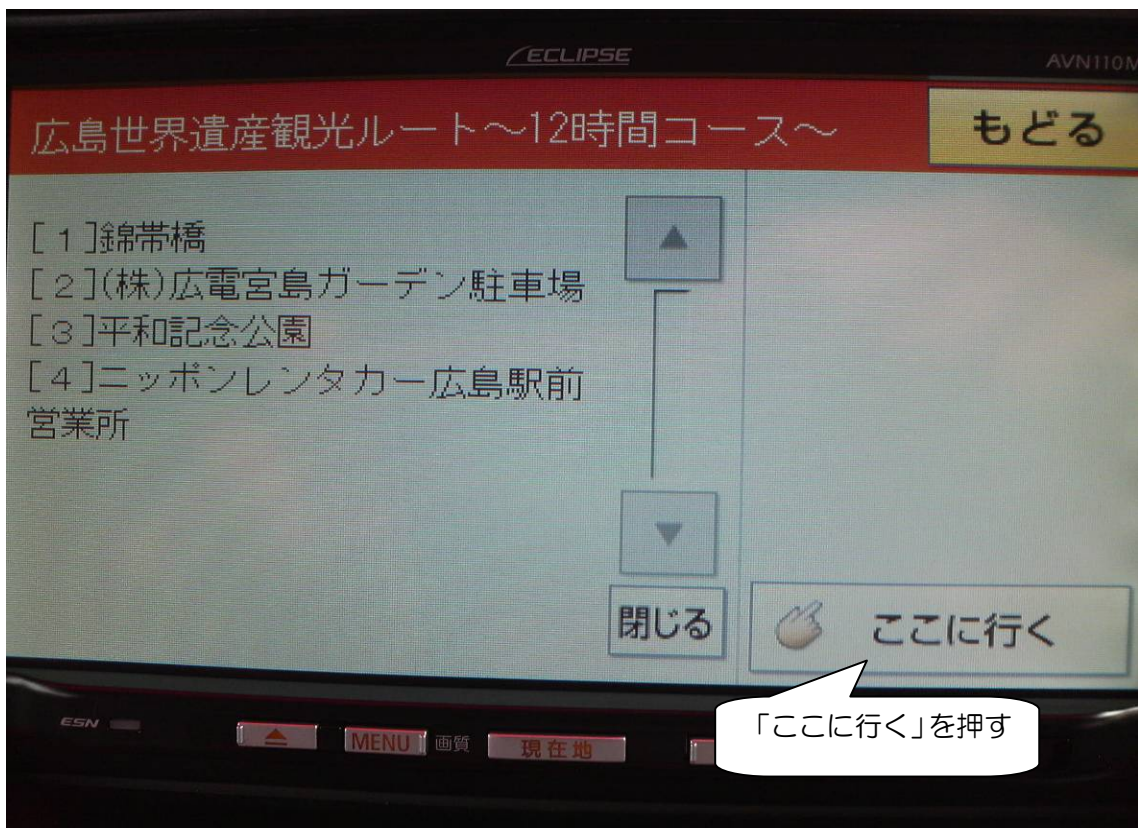 ECLIPSE
AVN110M
広島世界遺産観光ルート～12時間コース～
もどる
[1]錦帯橋
[2](株)広電宮島ガーデン駐車場
[3]平和記念公園
[4]ニッポンレンタカー広島駅前
営業所
閉じる
ここに行く
「ここに行く」を押す
ESN
MENU
画質
現在地